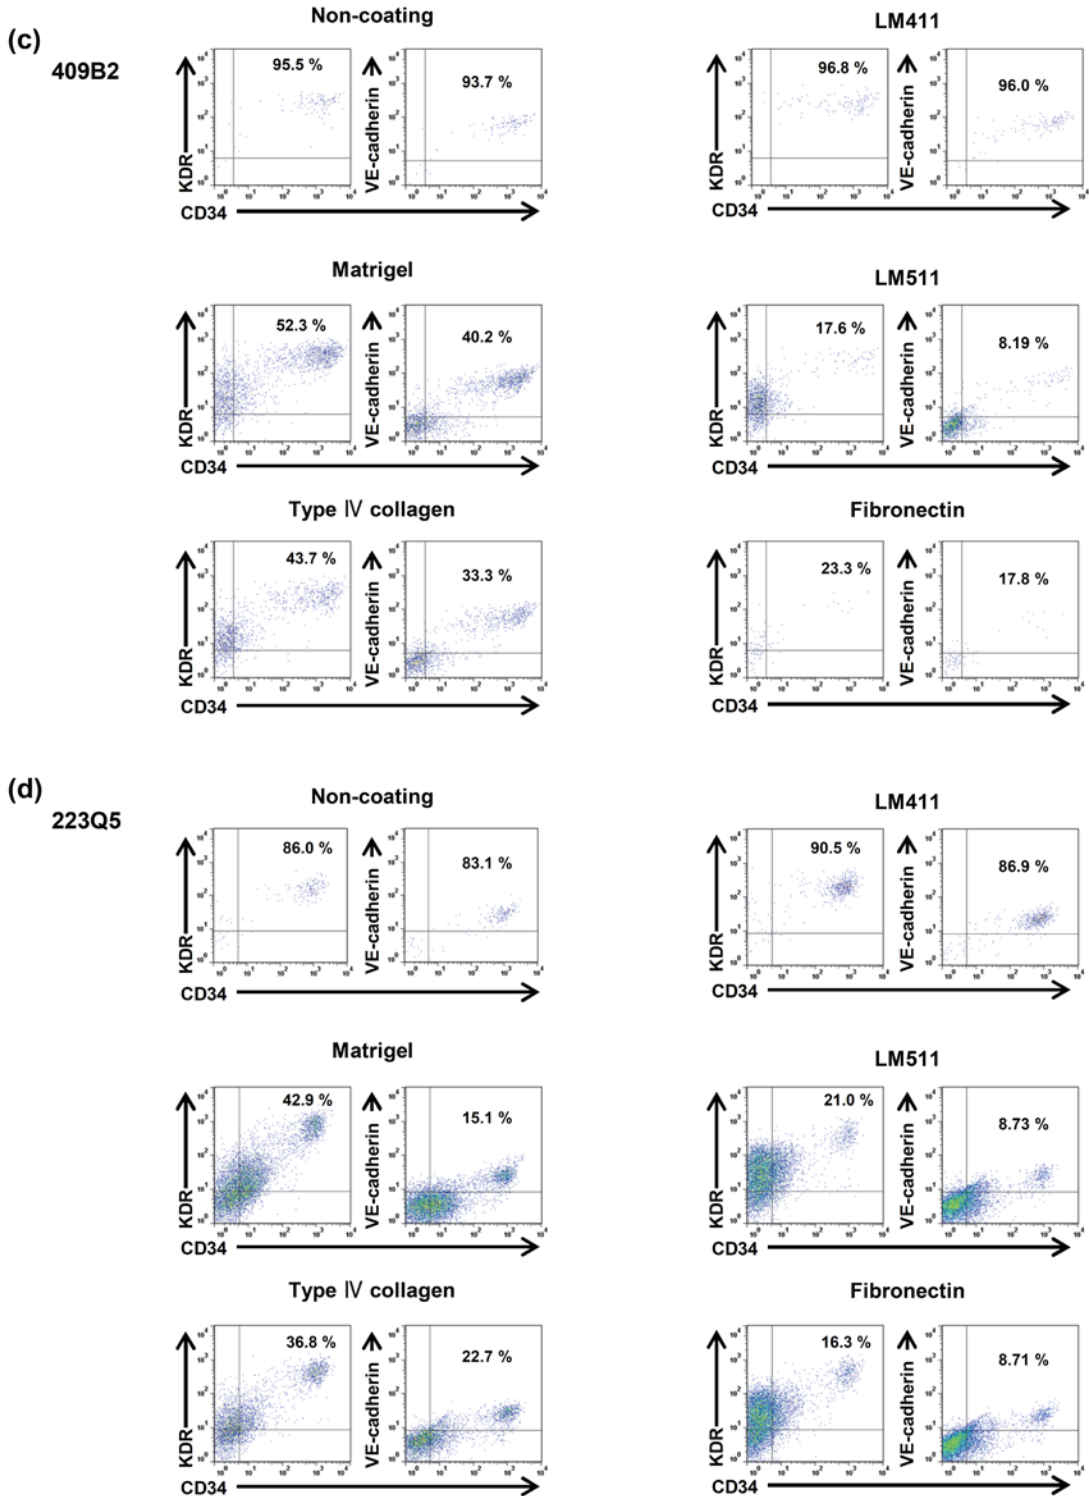 (c)
409B2
Non-coating
95.5 %
93.7 %
KDR
VE-cadherin
CD34
LM411
96.8 %
96.0 %
KDR
VE-cadherin
CD34
Matrigel
52.3 %
40.2 %
KDR
VE-cadherin
CD34
LM511
17.6 %
8.19 %
KDR
VE-cadherin
CD34
Type Ⅳ collagen
43.7 %
33.3 %
KDR
VE-cadherin
CD34
Fibronectin
23.3 %
17.8 %
KDR
VE-cadherin
CD34
(d)
223Q5
Non-coating
86.0 %
83.1 %
KDR
VE-cadherin
CD34
LM411
90.5 %
86.9 %
KDR
VE-cadherin
CD34
Matrigel
42.9 %
15.1 %
KDR
VE-cadherin
CD34
LM511
21.0 %
8.73 %
KDR
VE-cadherin
CD34
Type Ⅳ collagen
36.8 %
22.7 %
KDR
VE-cadherin
CD34
Fibronectin
16.3 %
8.71 %
KDR
VE-cadherin
CD34